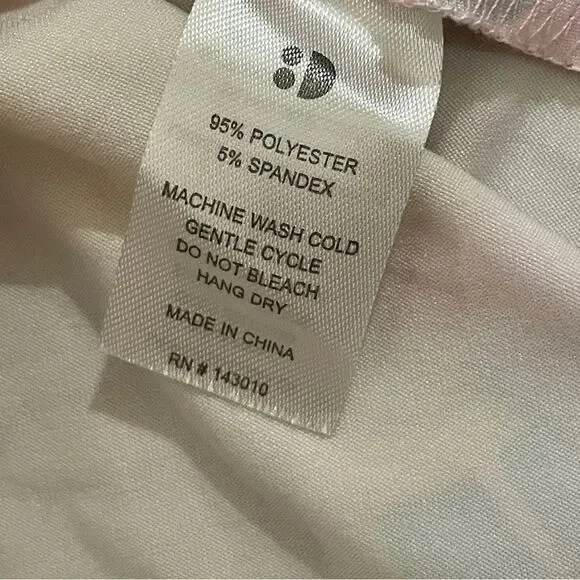 95% POLYESTER
5% SPANDEX
MACHINE WASH COLD
GENTLE CYCLE
DO NOT BLEACH
HANG DRY
MADE IN CHINA
RN # 143010